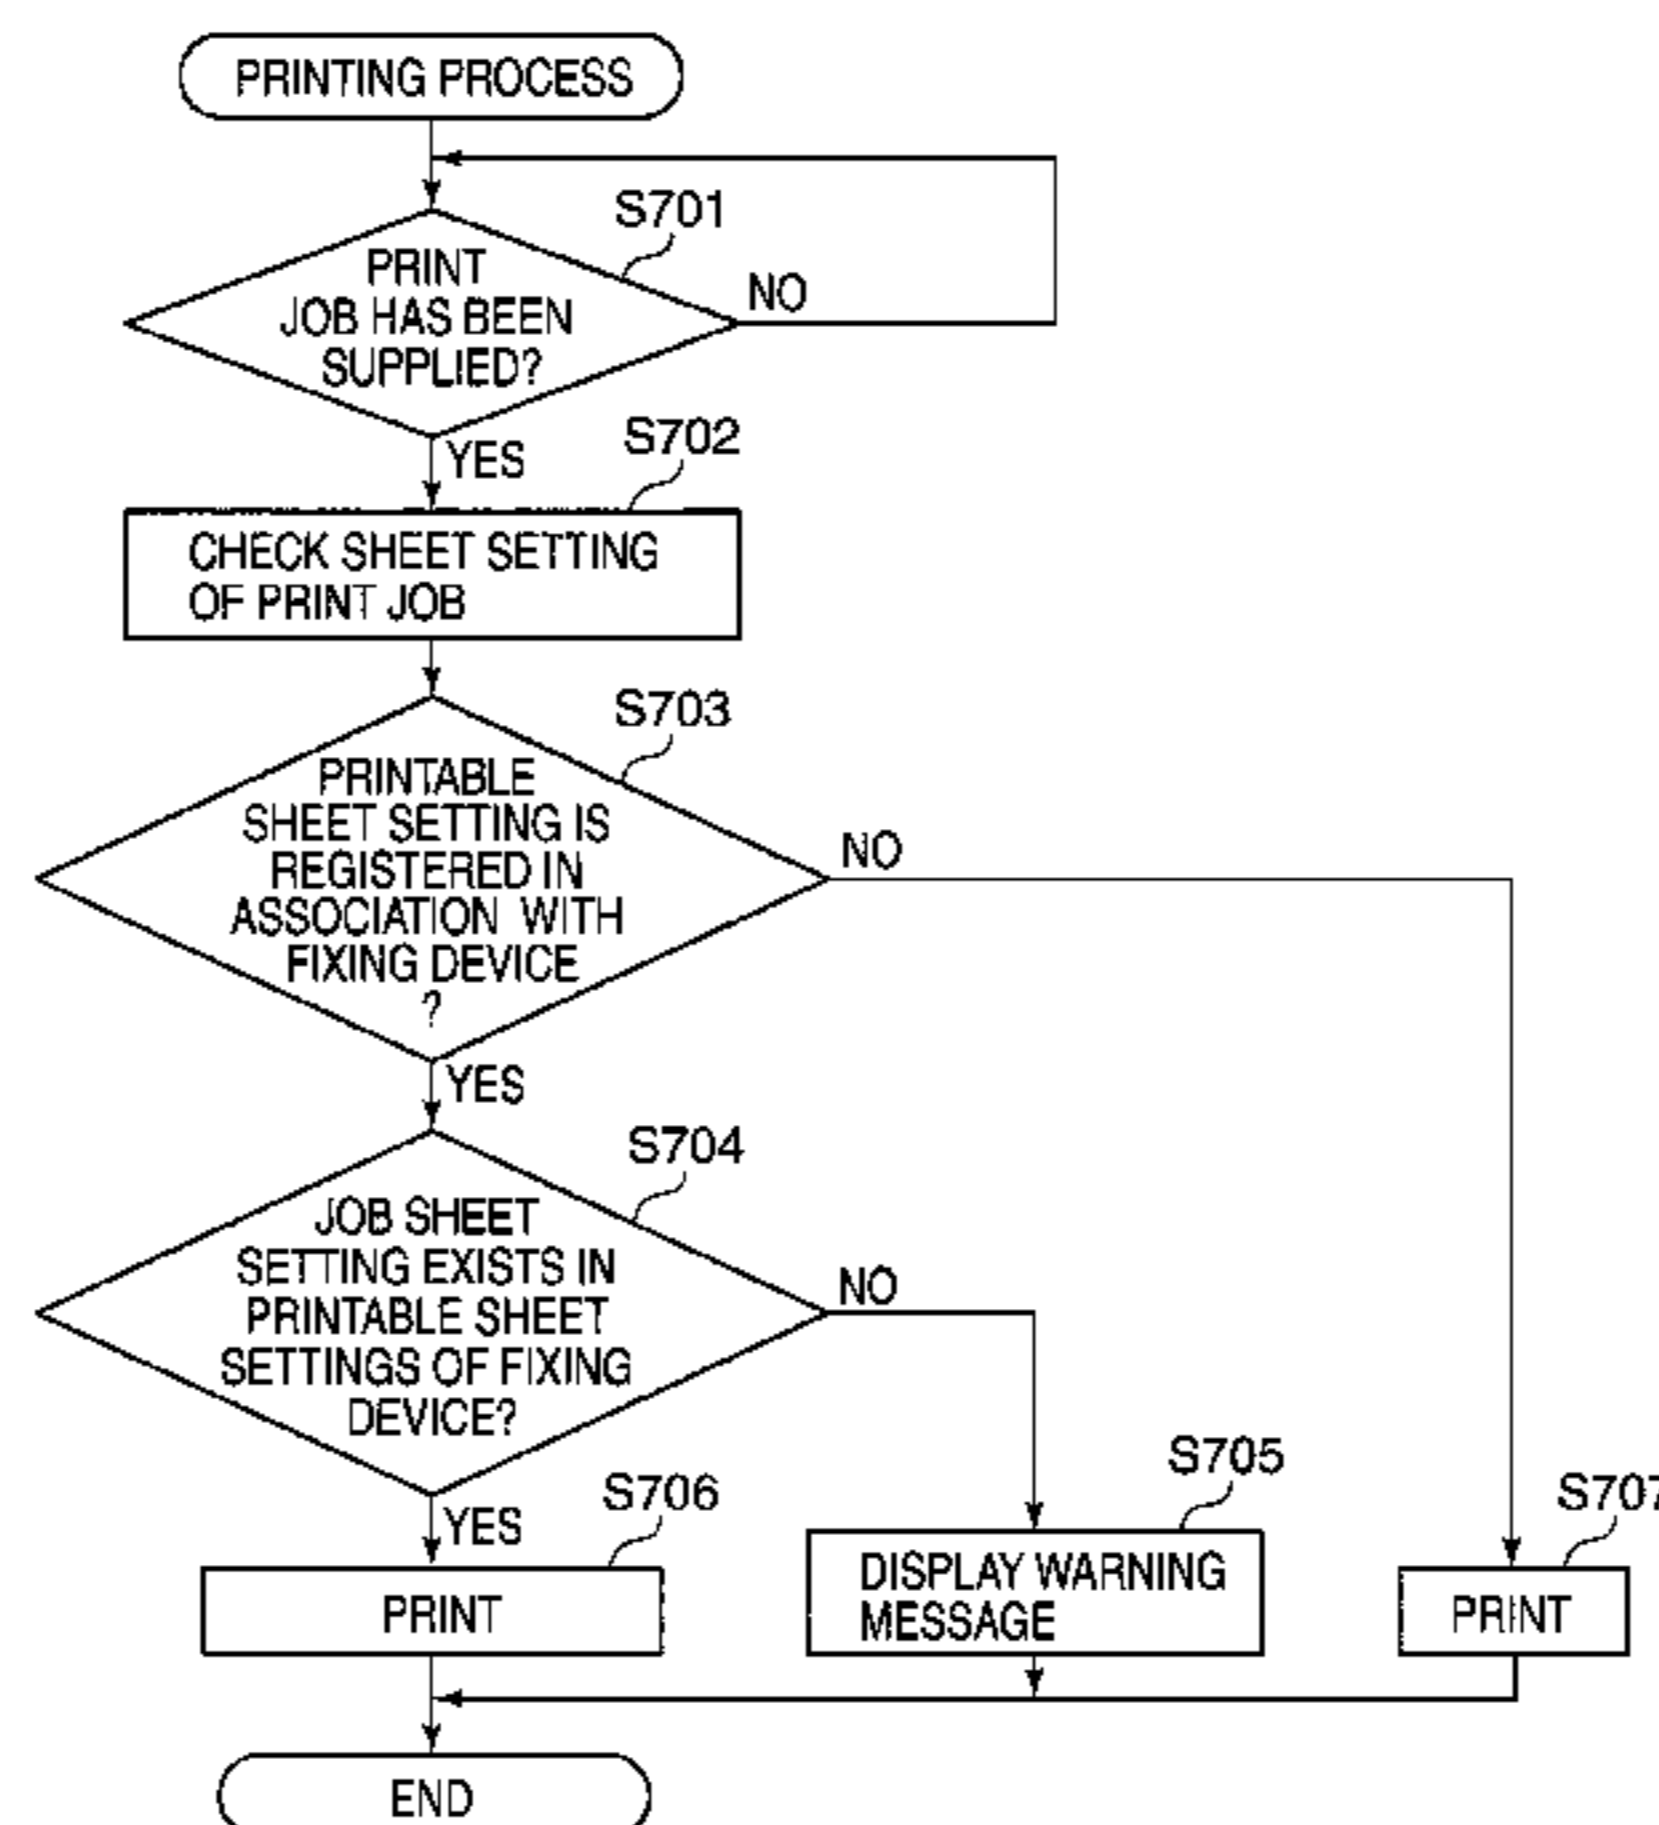 PRINTING PROCESS
S701
PRINT
JOB HAS BEEN
SUPPLIED?
NO
YES
S702
CHECK SHEET SETTING
OF PRINT JOB
S703
PRINTABLE
SHEET SETTING IS
REGISTERED IN
ASSOCIATION WITH
FIXING DEVICE
?
NO
YES
S704
JOB SHEET
SETTING EXISTS IN
PRINTABLE SHEET
SETTINGS OF FIXING
DEVICE?
NO
YES
S706
PRINT
S705
DISPLAY WARNING
MESSAGE
S707
PRINT
END